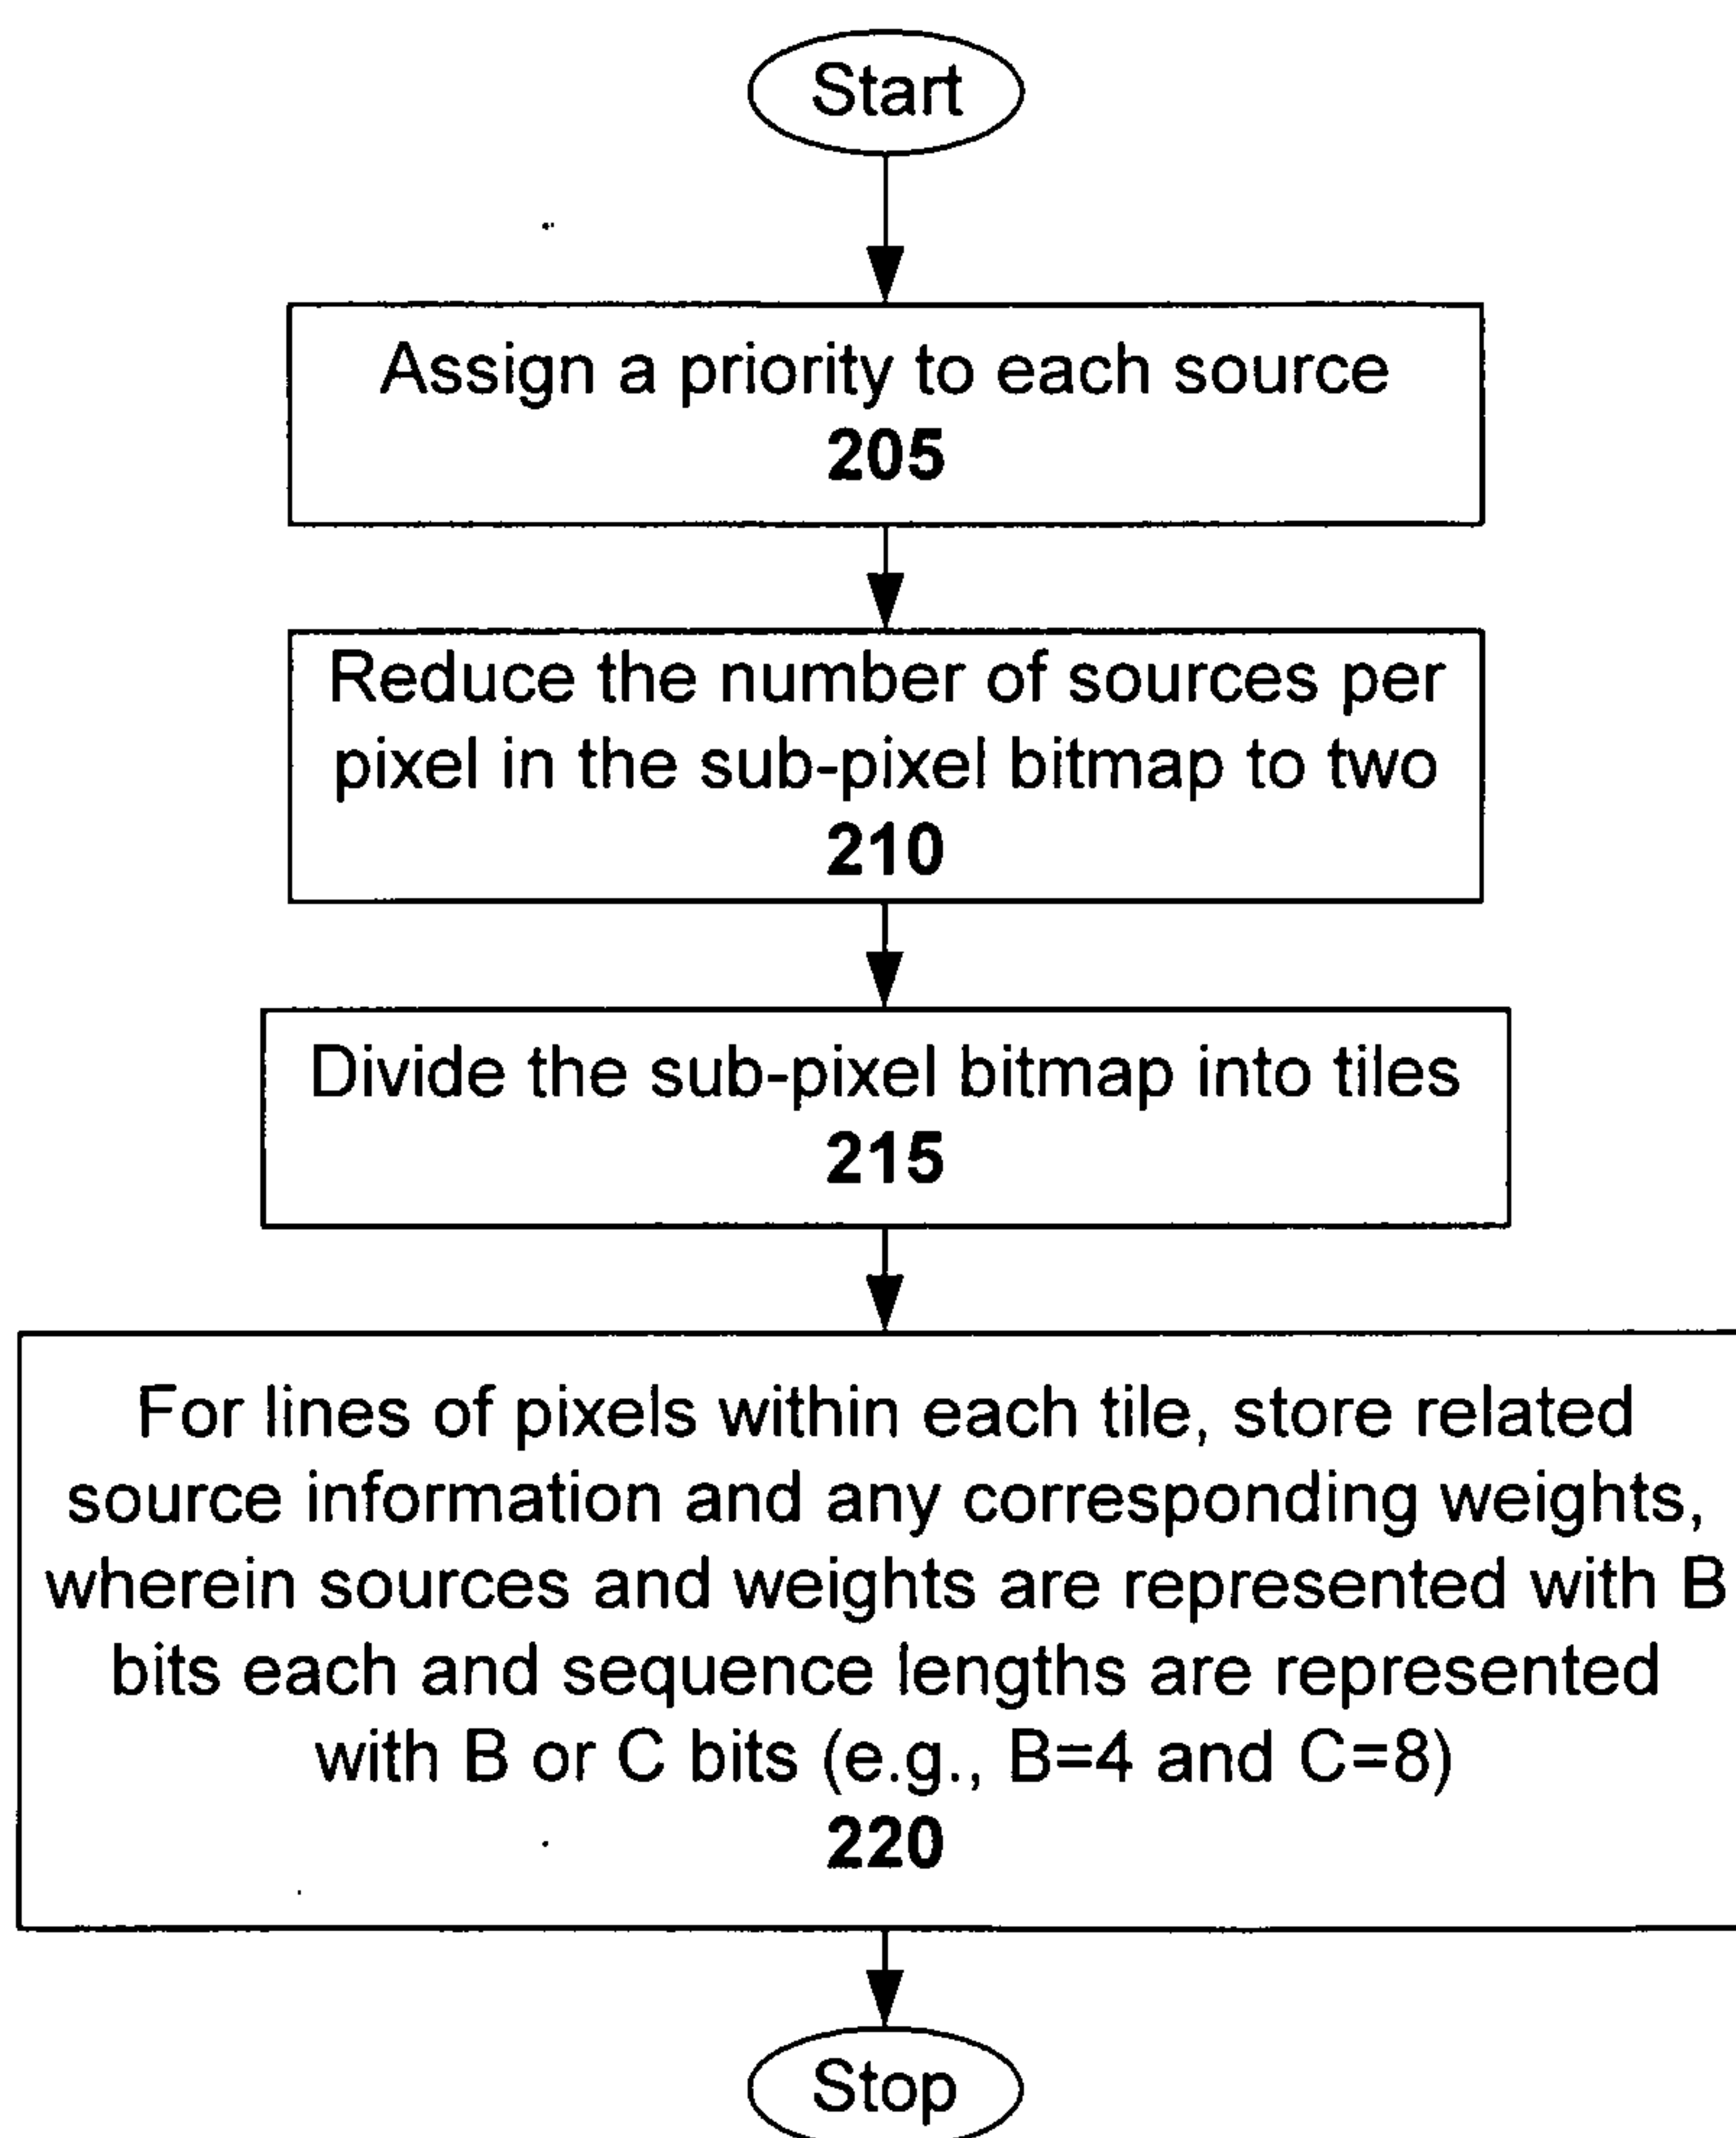 Start
Assign a priority to each source
205
Reduce the number of sources per
pixel in the sub-pixel bitmap to two
210
Divide the sub-pixel bitmap into tiles
215
For lines of pixels within each tile, store related
source information and any corresponding weights,
wherein sources and weights are represented with B
bits each and sequence lengths are represented
with B or C bits (e.g., B=4 and C=8)
220
Stop